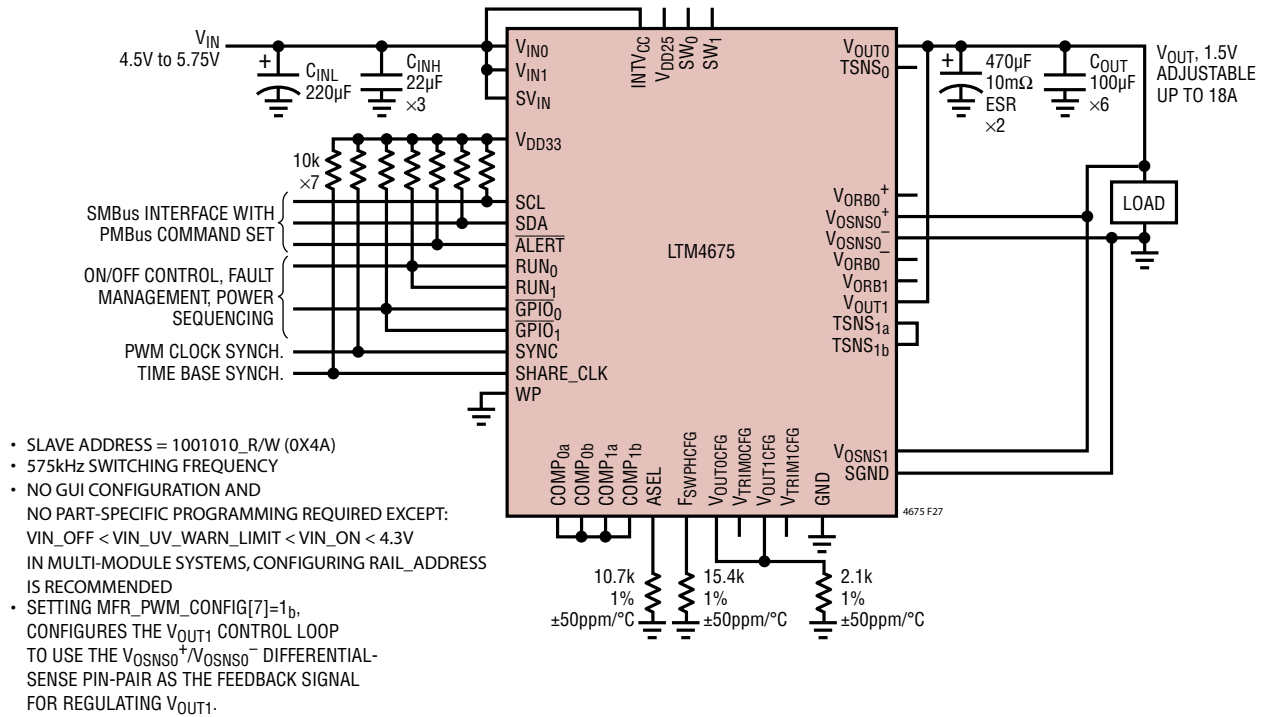 V_IN
4.5V to 5.75V
+
C_INL
220µF
C_INH
22µF
×3
10k
×7
SMBus INTERFACE WITH
PMBus COMMAND SET
ON/OFF CONTROL, FAULT
MANAGEMENT, POWER
SEQUENCING
PWM CLOCK SYNCH.
TIME BASE SYNCH.
V_IN0
V_IN1
SV_IN
V_DD33
SCL
SDA
ALERT
RUN_0
RUN_1
GPIO_0
GPIO_1
SYNC
SHARE_CLK
WP
INTV_CC
V_DD25
SW_0
SW_1
LTM4675
V_OUT0
TSNS_0
V_ORB0+
V_OSNS0+
V_OSNS0−
V_ORB0−
V_ORB1
V_OUT1
TSNS_1a
TSNS_1b
V_OSNS1
SGND
COMP_0a
COMP_0b
COMP_1a
COMP_1b
ASEL
F_SWPHCFG
V_OUT0CFG
V_TRIM0CFG
V_OUT1CFG
V_TRIM1CFG
GND
+
470µF
10mΩ
ESR
×2
C_OUT
100µF
×6
V_OUT, 1.5V
ADJUSTABLE
UP TO 18A
LOAD
4675 F27
10.7k
1%
±50ppm/°C
15.4k
1%
±50ppm/°C
2.1k
1%
±50ppm/°C
• SLAVE ADDRESS = 1001010_R/W (0X4A)
• 575kHz SWITCHING FREQUENCY
• NO GUI CONFIGURATION AND
NO PART-SPECIFIC PROGRAMMING REQUIRED EXCEPT:
VIN_OFF < VIN_UV_WARN_LIMIT < VIN_ON < 4.3V
IN MULTI-MODULE SYSTEMS, CONFIGURING RAIL_ADDRESS
IS RECOMMENDED
• SETTING MFR_PWM_CONFIG[7]=1_b,
CONFIGURES THE V_OUT1 CONTROL LOOP
TO USE THE V_OSNS0+/V_OSNS0− DIFFERENTIAL-
SENSE PIN-PAIR AS THE FEEDBACK SIGNAL
FOR REGULATING V_OUT1.